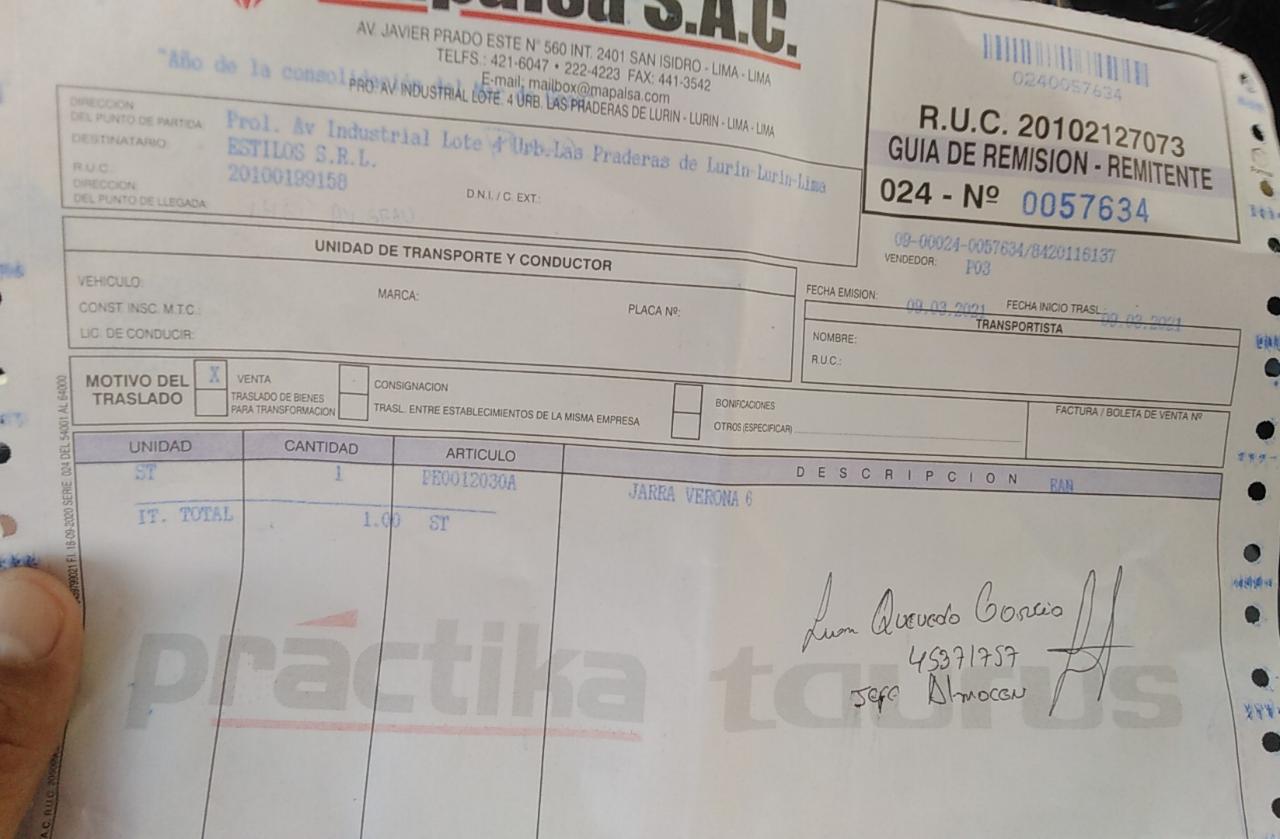 S.A.C.
AV. JAVIER PRADO ESTE N° 560 INT. 2401 SAN ISIDRO - LIMA - LIMA
TELFS.: 421-6047 • 222-4223 FAX: 441-3542
E-mail; mailbox@mapalsa.com
PRO. AV INDUSTRIAL LOTE. 4 URB. LAS PRADERAS DE LURIN - LURIN - LIMA - LIMA
"Año de la consolidación del
0240057634
R.U.C. 20102127073
GUIA DE REMISION - REMITENTE
024 - Nº 0057634
09-00024-0057634/8420116137
VENDEDOR: P03
DIRECCION
DEL PUNTO DE PARTIDA: Prol. Av Industrial Lote 4 Urb.Las Praderas de Lurin-Lurin-Lima
DESTINATARIO: ESTILOS S.R.L.
R.U.C.: 20100199158 D.N.I. / C. EXT.:
DIRECCION
DEL PUNTO DE LLEGADA:
UNIDAD DE TRANSPORTE Y CONDUCTOR
VEHICULO: MARCA: PLACA Nº:
CONST. INSC. M.T.C.:
LIC. DE CONDUCIR:
FECHA EMISION: 09.03.2021 FECHA INICIO TRASL.: 09.03.2021
TRANSPORTISTA
NOMBRE:
R.U.C.:
MOTIVO DEL TRASLADO
X VENTA
TRASLADO DE BIENES PARA TRANSFORMACION
CONSIGNACION
TRASL. ENTRE ESTABLECIMIENTOS DE LA MISMA EMPRESA
BONIFICACIONES
OTROS (ESPECIFICAR)
FACTURA / BOLETA DE VENTA Nº
UNIDAD CANTIDAD ARTICULO DESCRIPCION EAN
ST 1 PE0012030A JARRA VERONA 6
IT. TOTAL 1.00 ST
práctika taurus
Quevedo
45371757
Jefe Almacen